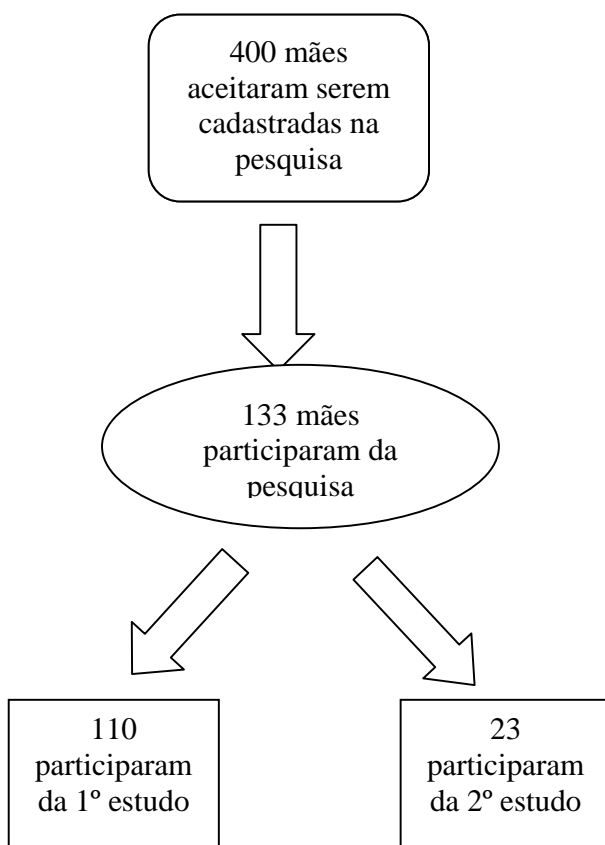 400 mães
aceitaram serem
cadastradas na
pesquisa
133 mães
participaram da
pesquisa
110
participaram
da 1º estudo
23
participaram
da 2º estudo